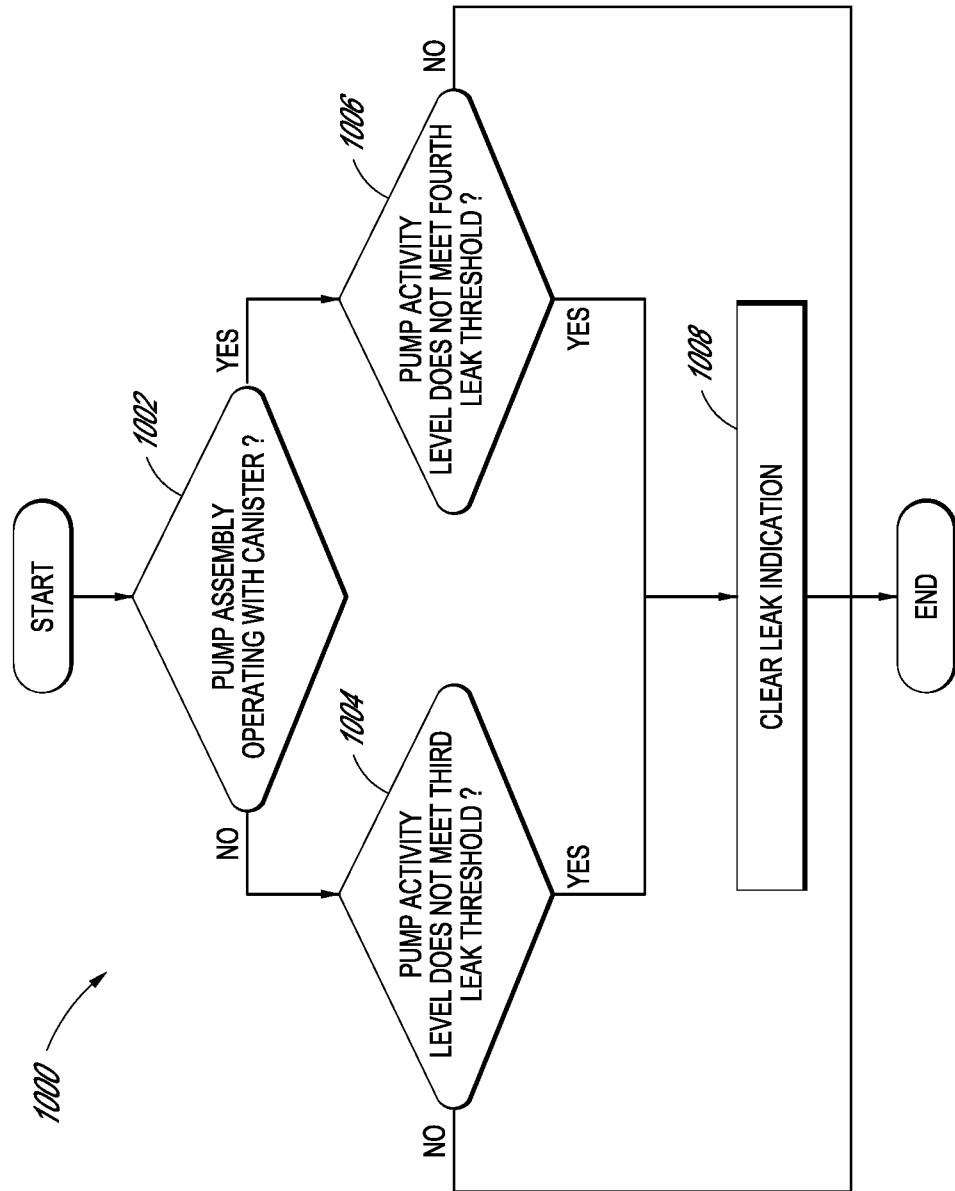 1000
START
1002
PUMP ASSEMBLY
OPERATING WITH CANISTER ?
NO
YES
1004
PUMP ACTIVITY
LEVEL DOES NOT MEET THIRD
LEAK THRESHOLD ?
NO
YES
1006
PUMP ACTIVITY
LEVEL DOES NOT MEET FOURTH
LEAK THRESHOLD ?
NO
YES
1008
CLEAR LEAK INDICATION
END